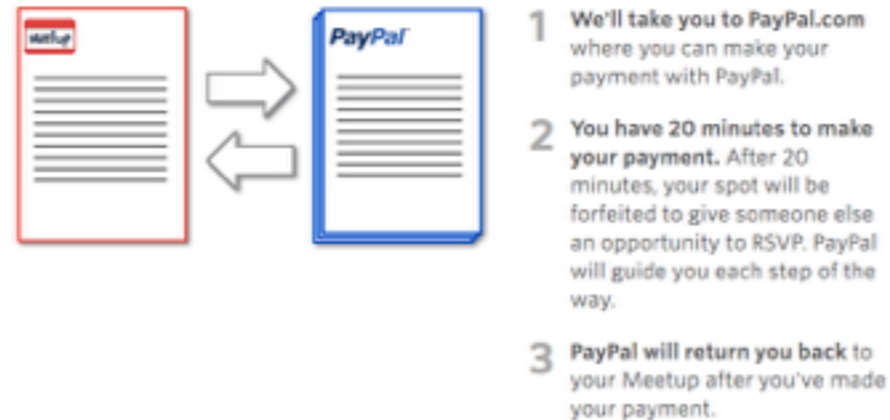 Meetup
PayPal
1 We'll take you to PayPal.com
where you can make your
payment with PayPal.
2 You have 20 minutes to make
your payment. After 20
minutes, your spot will be
forfeited to give someone else
an opportunity to RSVP. PayPal
will guide you each step of the
way.
3 PayPal will return you back to
your Meetup after you've made
your payment.